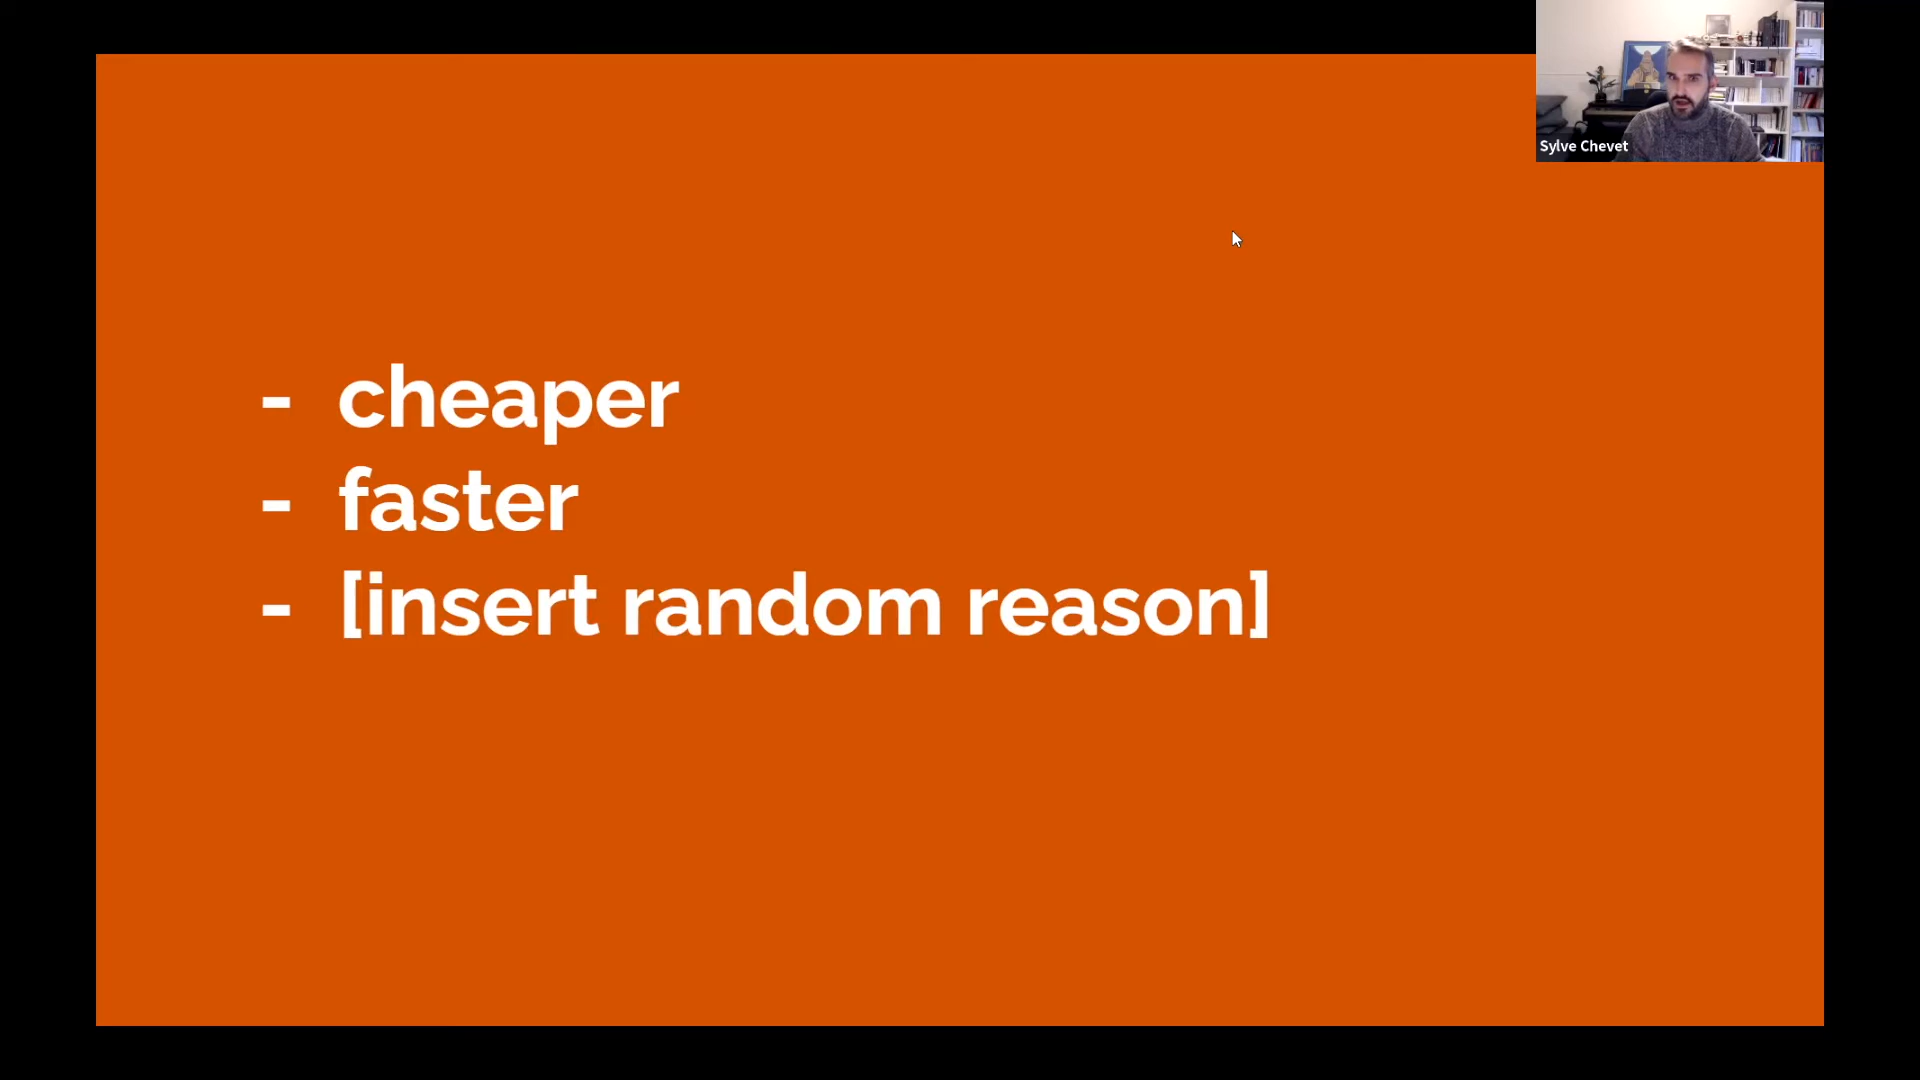 Sylve Chevet
- cheaper
- faster
- [insert random reason]